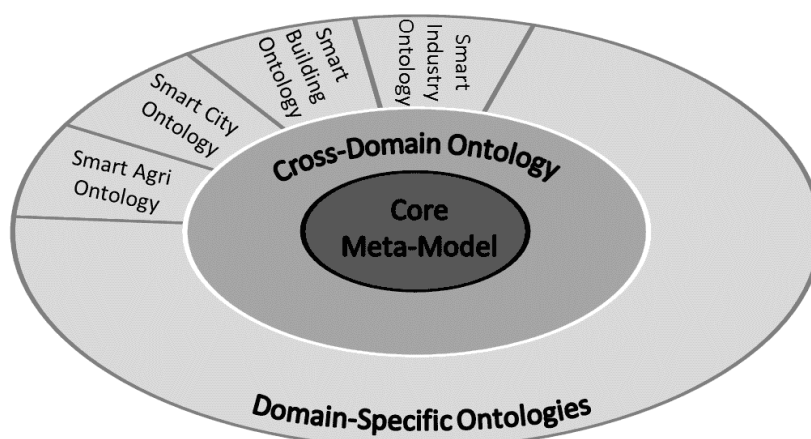 Smart Agri
Ontology
Smart City
Ontology
Smart
Building
Ontology
Smart
Industry
Ontology
Cross-Domain Ontology
Core
Meta-Model
Domain-Specific Ontologies